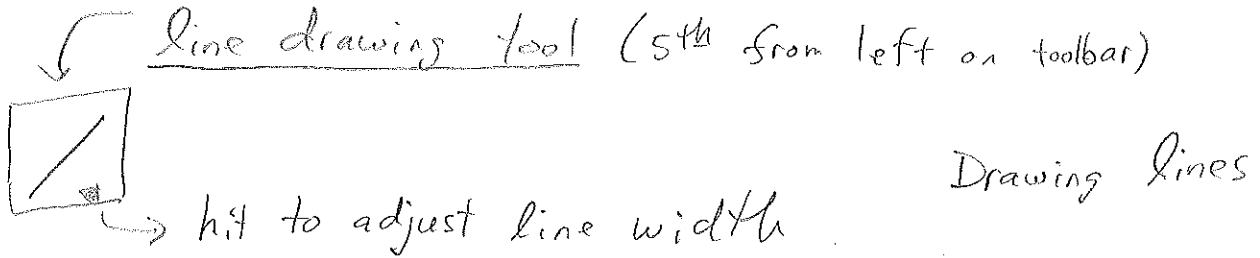 line drawing tool (5th from left on toolbar)
Drawing lines
hit to adjust line width